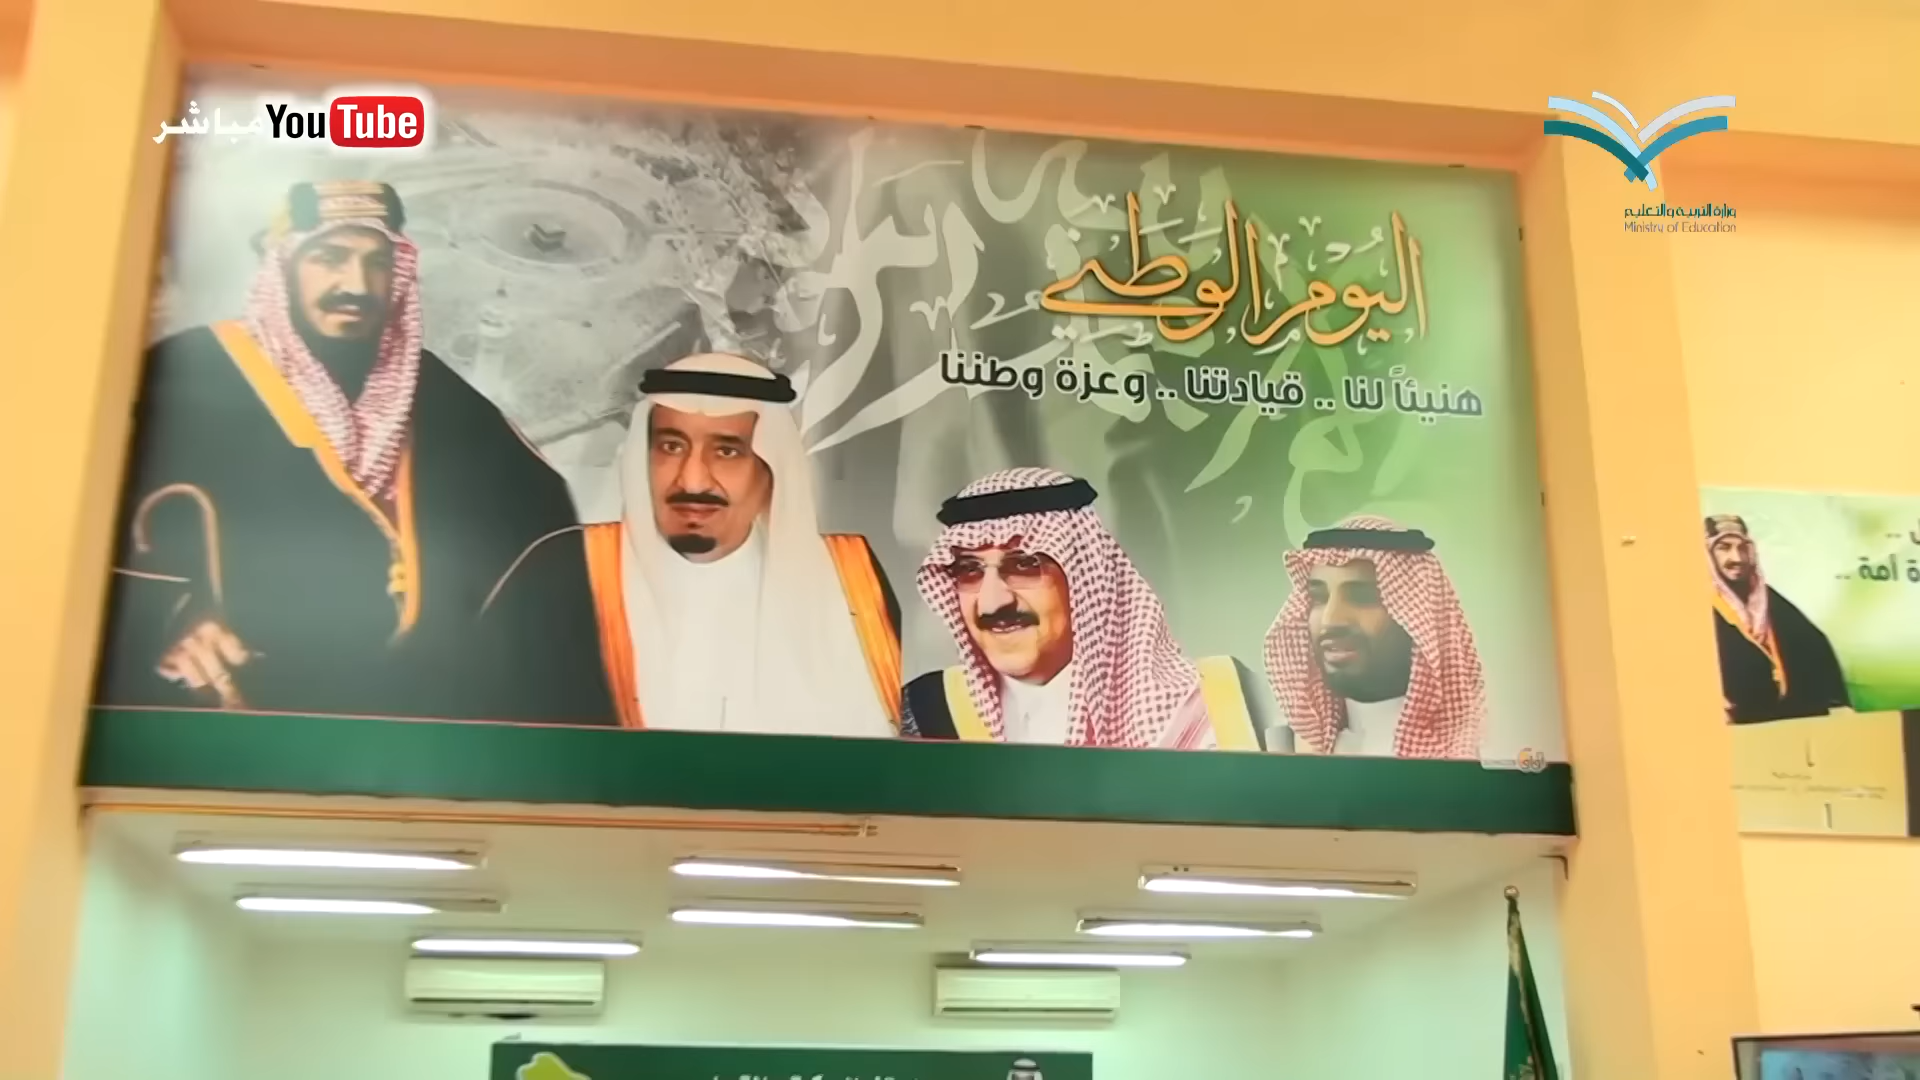 مباشر YouTube
وزارة التربية والتعليم
Ministry of Education
اليوم الوطني
هنيئاً لنا .. قيادتنا .. وعزة وطننا
أمة ..